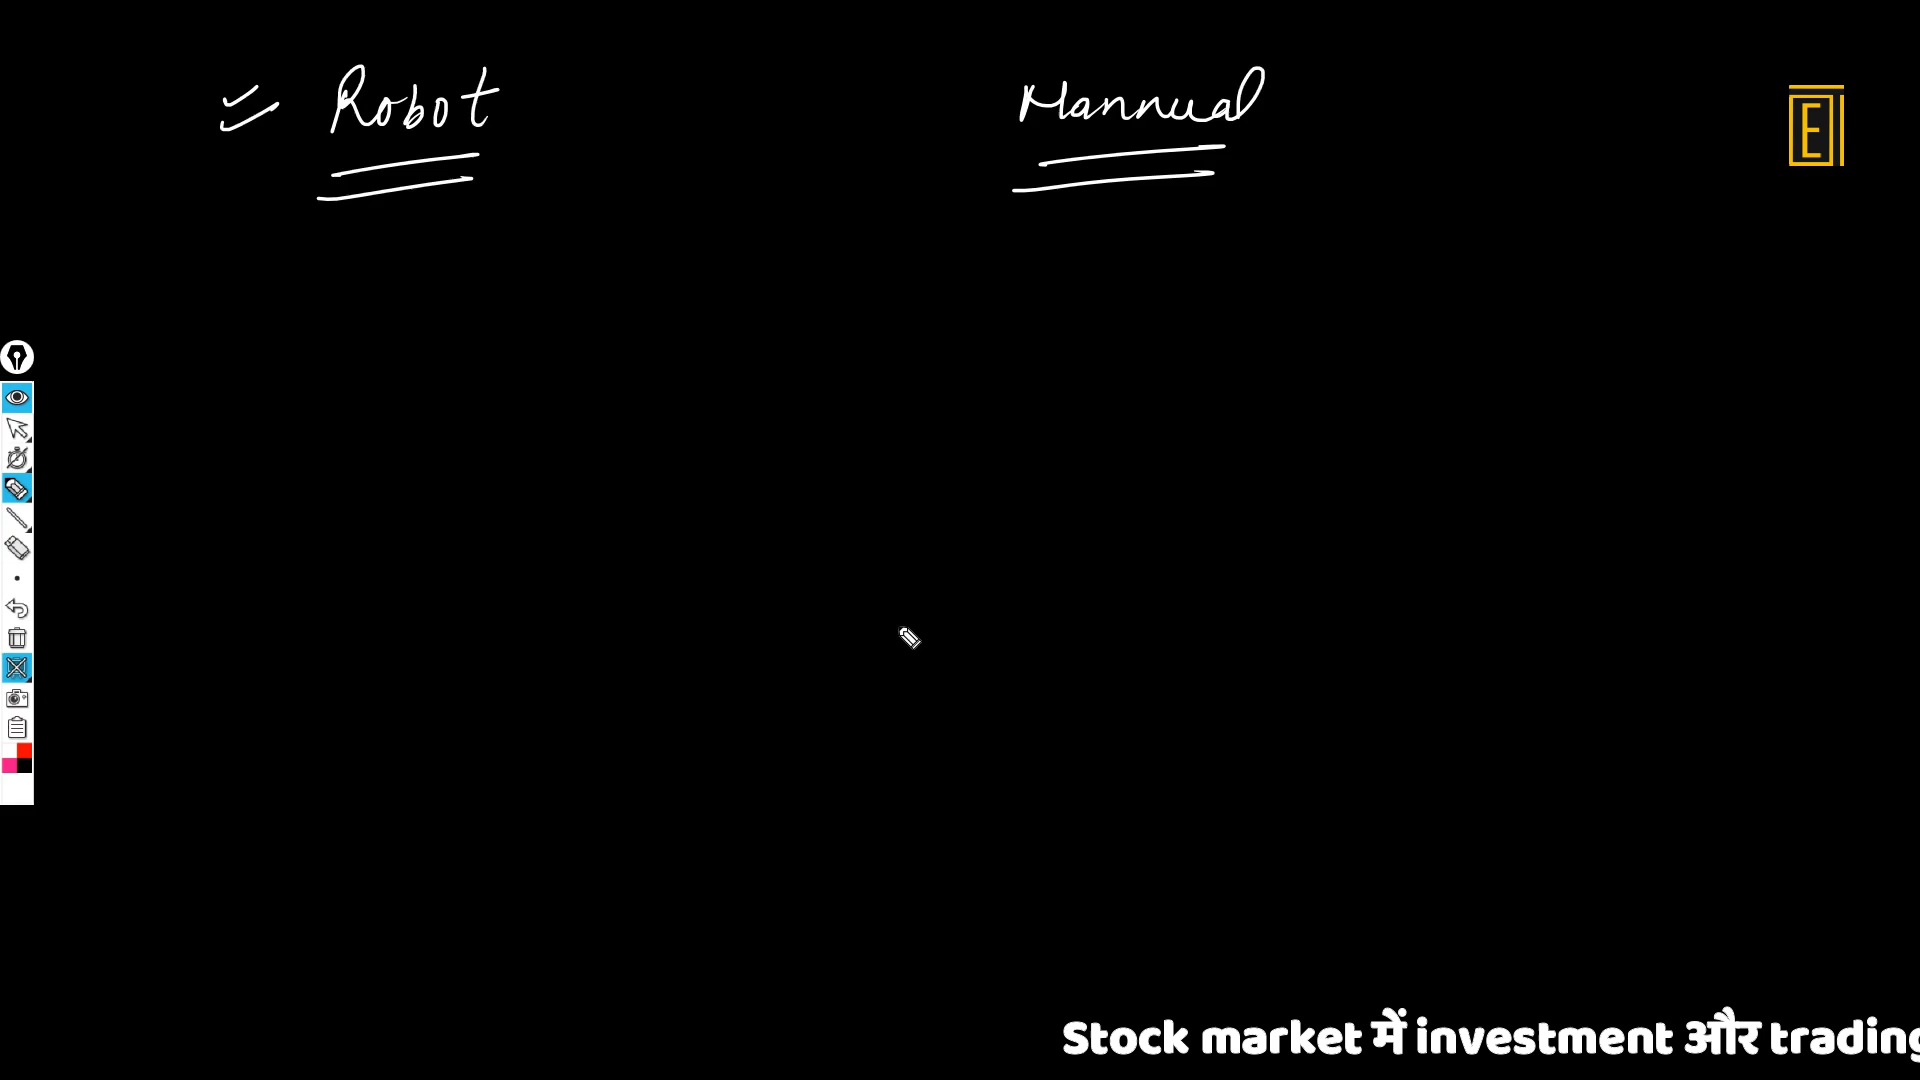 Robot Mannual
E
Stock market में investment और trading